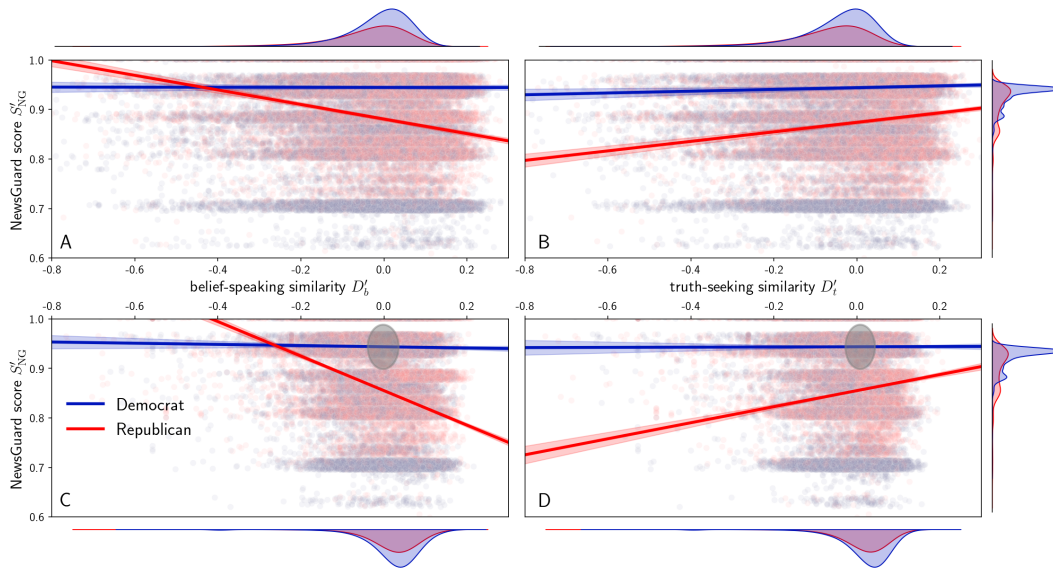 1.0
0.9
0.8
0.7
0.6
NewsGuard score S′NG
A
B
-0.8 -0.6 -0.4 -0.2 0.0 0.2
-0.8 -0.6 -0.4 -0.2 0.0 0.2
belief-speaking similarity D′b
truth-seeking similarity D′t
-0.8 -0.6 -0.4 -0.2 0.0 0.2
-0.8 -0.6 -0.4 -0.2 0.0 0.2
1.0
0.9
0.8
0.7
0.6
NewsGuard score S′NG
Democrat
Republican
C
D